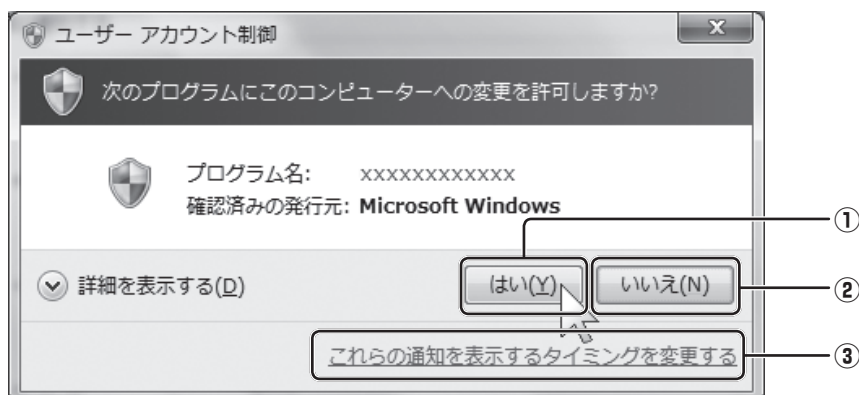 ユーザー アカウント制御
次のプログラムにこのコンピューターへの変更を許可しますか?
プログラム名: xxxxxxxxxxxx
確認済みの発行元: Microsoft Windows
①
詳細を表示する(D) はい(Y) いいえ(N) ②
これらの通知を表示するタイミングを変更する ③